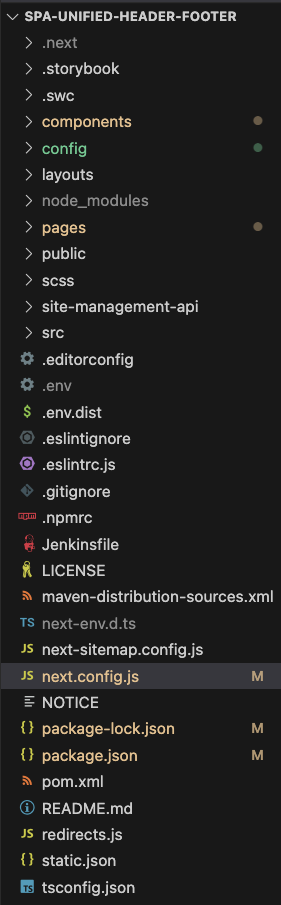 SPA-UNIFIED-HEADER-FOOTER
.next
.storybook
.swc
components
config
layouts
node_modules
pages
public
scss
site-management-api
src
.editorconfig
.env
$ .env.dist
.eslintignore
.eslintrc.js
.gitignore
npm .npmrc
Jenkinsfile
LICENSE
maven-distribution-sources.xml
TS next-env.d.ts
JS next-sitemap.config.js
JS next.config.js M
NOTICE
{} package-lock.json M
{} package.json M
pom.xml
README.md
JS redirects.js
{} static.json
TS tsconfig.json